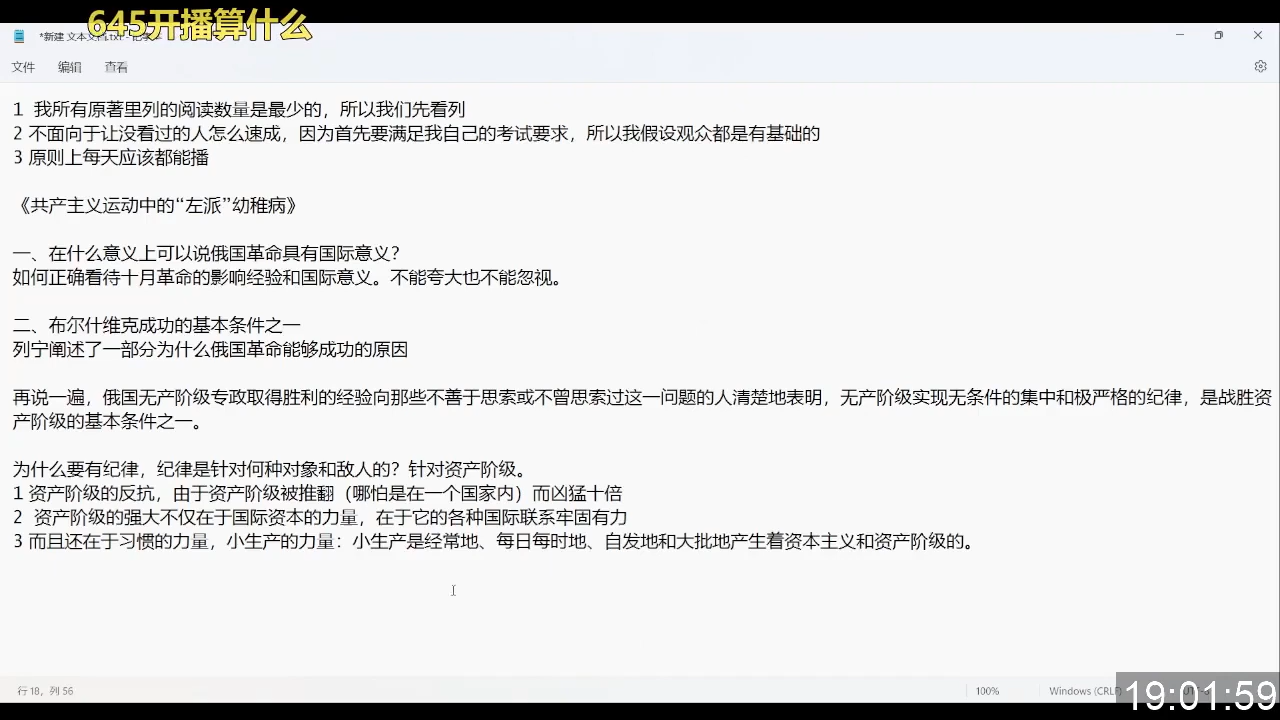 645开播算什么
*新建 文本文档.txt - 记事本
文件 编辑 查看
1 我所有原著里列的阅读数量是最少的，所以我们先看列
2 不面向于让没看过的人怎么速成，因为首先要满足我自己的考试要求，所以我假设观众都是有基础的
3 原则上每天应该都能播
《共产主义运动中的“左派”幼稚病》
一、在什么意义上可以说俄国革命具有国际意义？
如何正确看待十月革命的影响经验和国际意义。不能夸大也不能忽视。
二、布尔什维克成功的基本条件之一
列宁阐述了一部分为什么俄国革命能够成功的原因
再说一遍，俄国无产阶级专政取得胜利的经验向那些不善于思索或不曾思索过这一问题的人清楚地表明，无产阶级实现无条件的集中和极严格的纪律，是战胜资
产阶级的基本条件之一。
为什么要有纪律，纪律是针对何种对象和敌人的？针对资产阶级。
1 资产阶级的反抗，由于资产阶级被推翻（哪怕是在一个国家内）而凶猛十倍
2 资产阶级的强大不仅在于国际资本的力量，在于它的各种国际联系牢固有力
3 而且还在于习惯的力量，小生产的力量：小生产是经常地、每日每时地、自发地和大批地产生着资本主义和资产阶级的。
行 18，列 56
100%
Windows (CRLF)
19:01:59